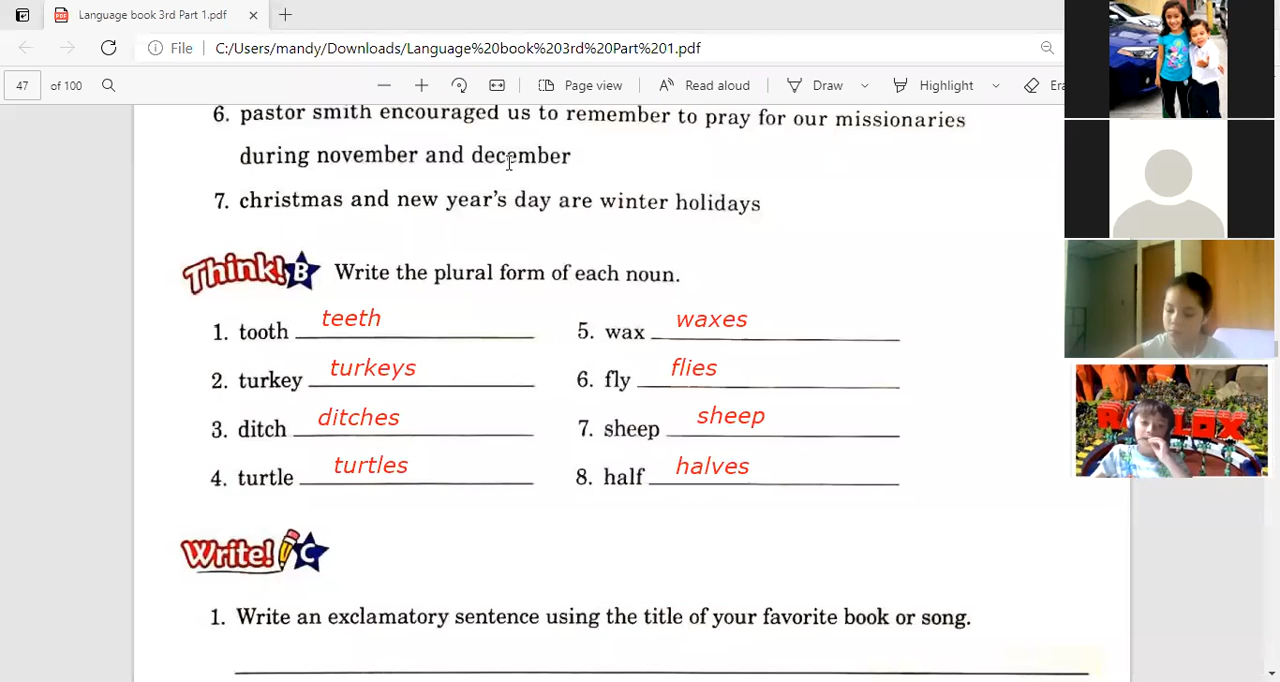 Language book 3rd Part 1.pdf
File C:/Users/mandy/Downloads/Language%20book%203rd%20Part%201.pdf
47 of 100 Page view Read aloud Draw Highlight Era
6. pastor smith encouraged us to remember to pray for our missionaries
during november and december
7. christmas and new year's day are winter holidays
Think! B Write the plural form of each noun.
1. tooth teeth 5. wax waxes
2. turkey turkeys 6. fly flies
3. ditch ditches 7. sheep sheep
4. turtle turtles 8. half halves
Write! C
1. Write an exclamatory sentence using the title of your favorite book or song.